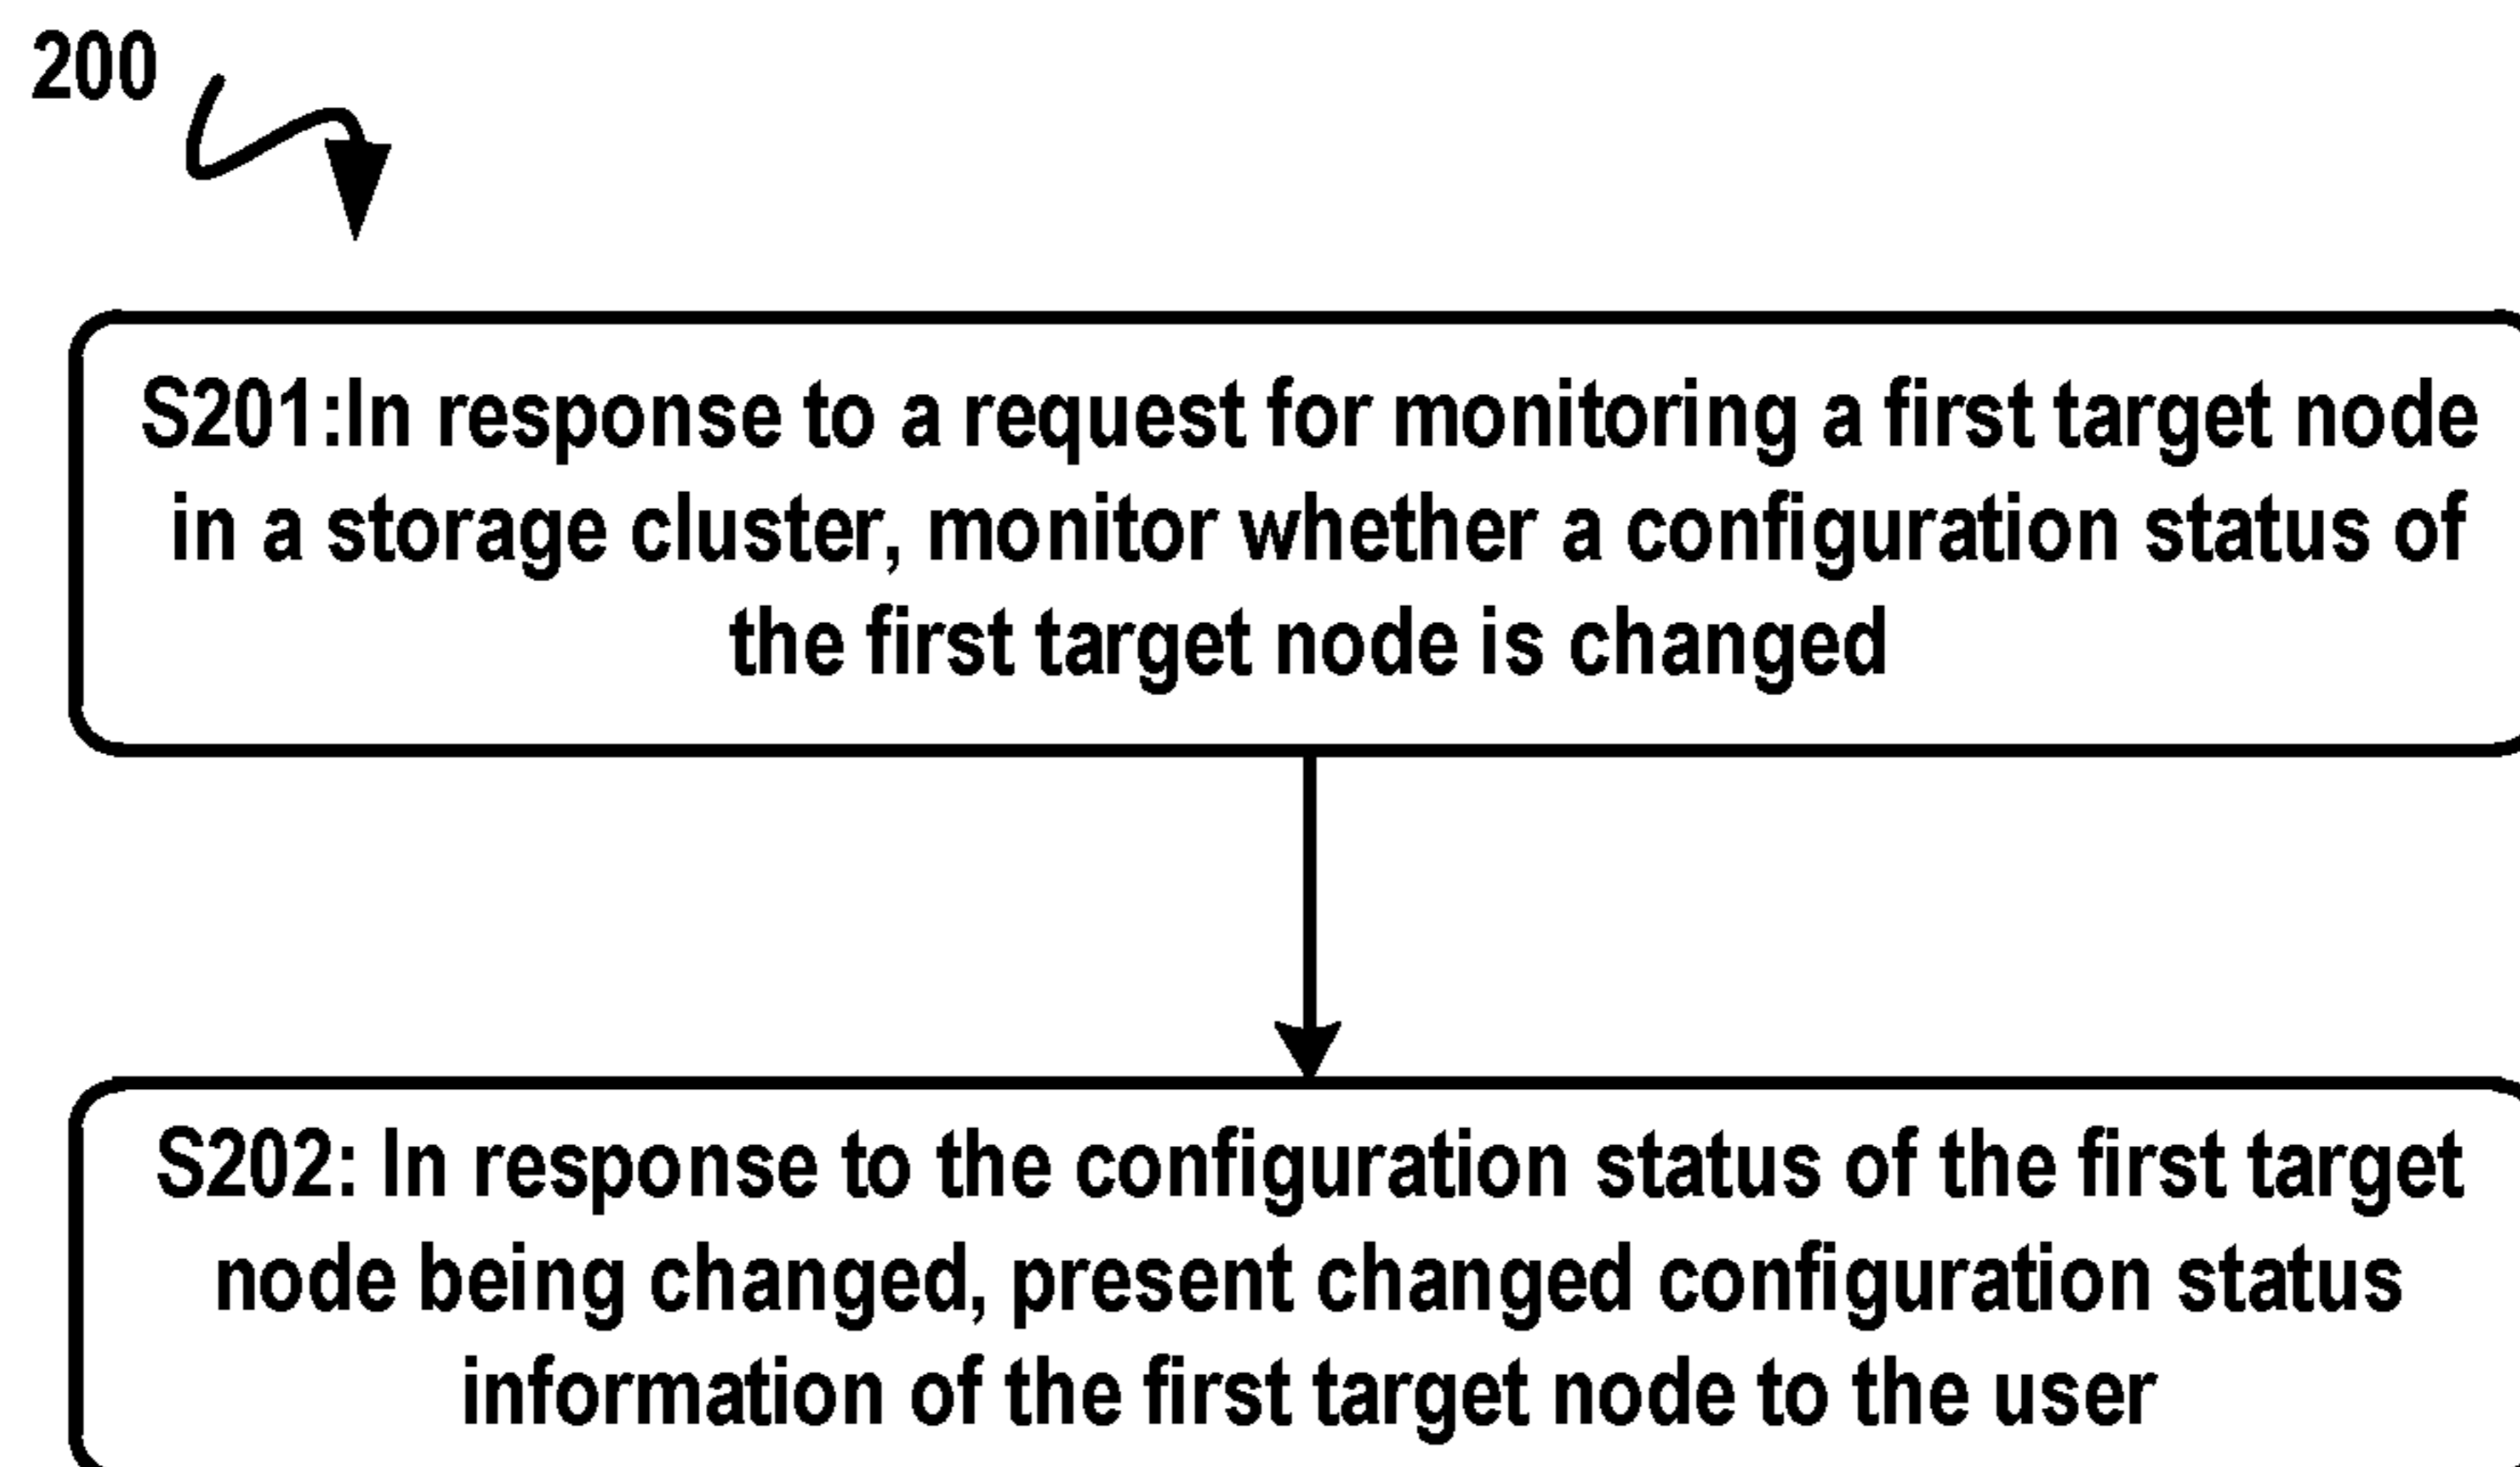 200
S201:In response to a request for monitoring a first target node
in a storage cluster, monitor whether a configuration status of
the first target node is changed
S202: In response to the configuration status of the first target
node being changed, present changed configuration status
information of the first target node to the user